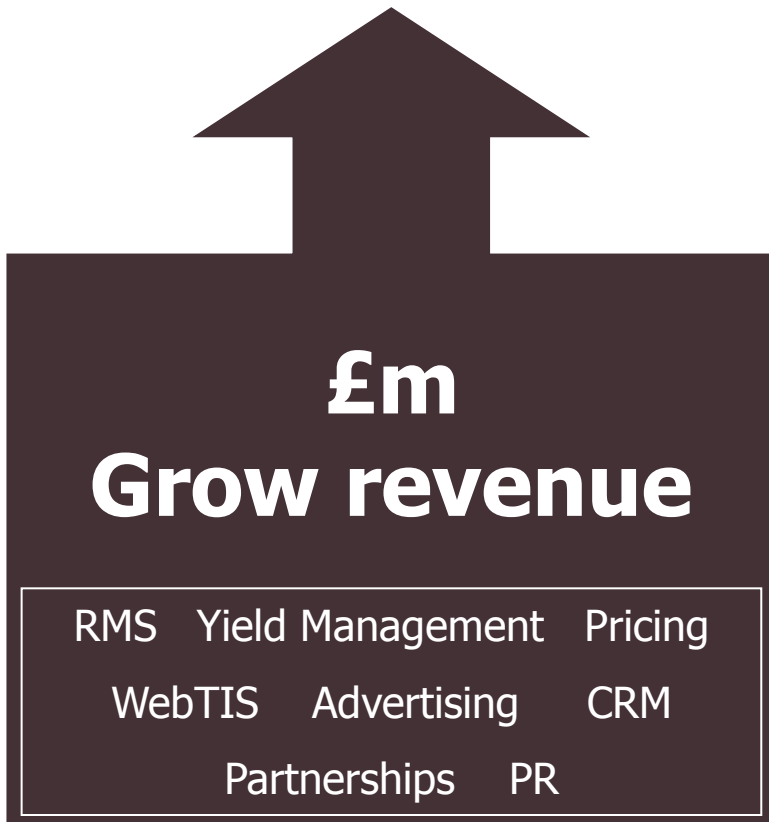 £m
Grow revenue
RMS Yield Management Pricing
WebTIS Advertising CRM
Partnerships PR